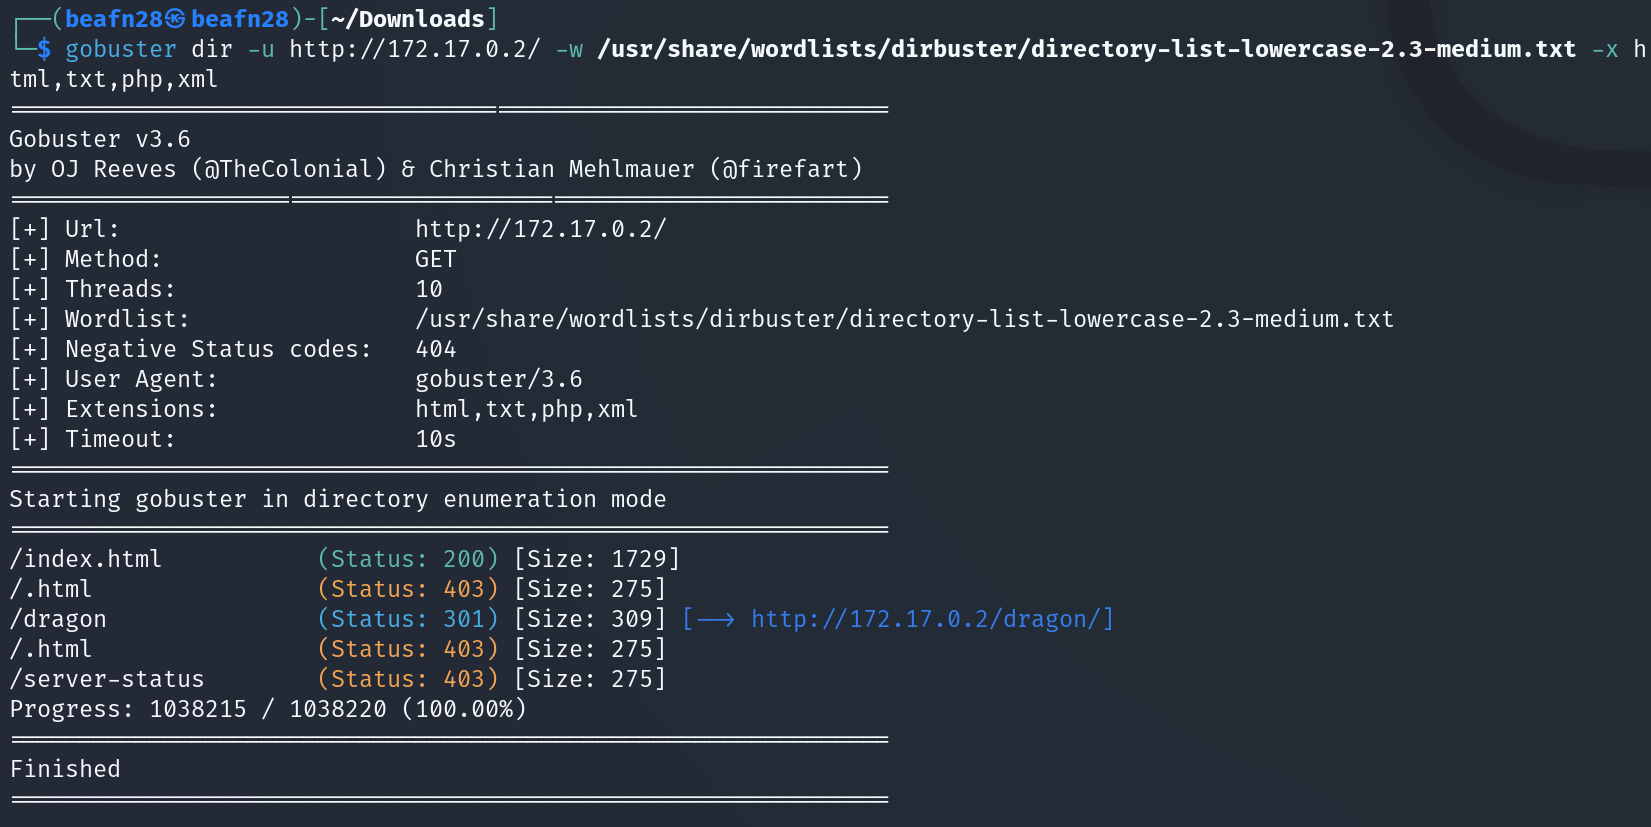 ┌──(beafn28㉿beafn28)-[~/Downloads]
└─$ gobuster dir -u http://172.17.0.2/ -w /usr/share/wordlists/dirbuster/directory-list-lowercase-2.3-medium.txt -x h
tml,txt,php,xml
===============================================================
Gobuster v3.6
by OJ Reeves (@TheColonial) & Christian Mehlmauer (@firefart)
===============================================================
[+] Url:                     http://172.17.0.2/
[+] Method:                  GET
[+] Threads:                 10
[+] Wordlist:                /usr/share/wordlists/dirbuster/directory-list-lowercase-2.3-medium.txt
[+] Negative Status codes:   404
[+] User Agent:              gobuster/3.6
[+] Extensions:              html,txt,php,xml
[+] Timeout:                 10s
===============================================================
Starting gobuster in directory enumeration mode
===============================================================
/index.html           (Status: 200) [Size: 1729]
/.html                (Status: 403) [Size: 275]
/dragon               (Status: 301) [Size: 309] [--> http://172.17.0.2/dragon/]
/.html                (Status: 403) [Size: 275]
/server-status        (Status: 403) [Size: 275]
Progress: 1038215 / 1038220 (100.00%)
===============================================================
Finished
===============================================================